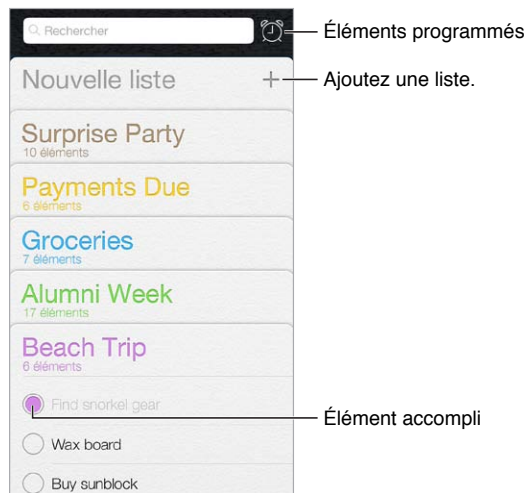 Rechercher
Éléments programmés
Nouvelle liste
Ajoutez une liste.
Surprise Party
10 éléments
Payments Due
6 éléments
Groceries
7 éléments
Alumni Week
17 éléments
Beach Trip
6 éléments
Find snorkel gear
Élément accompli
Wax board
Buy sunblock